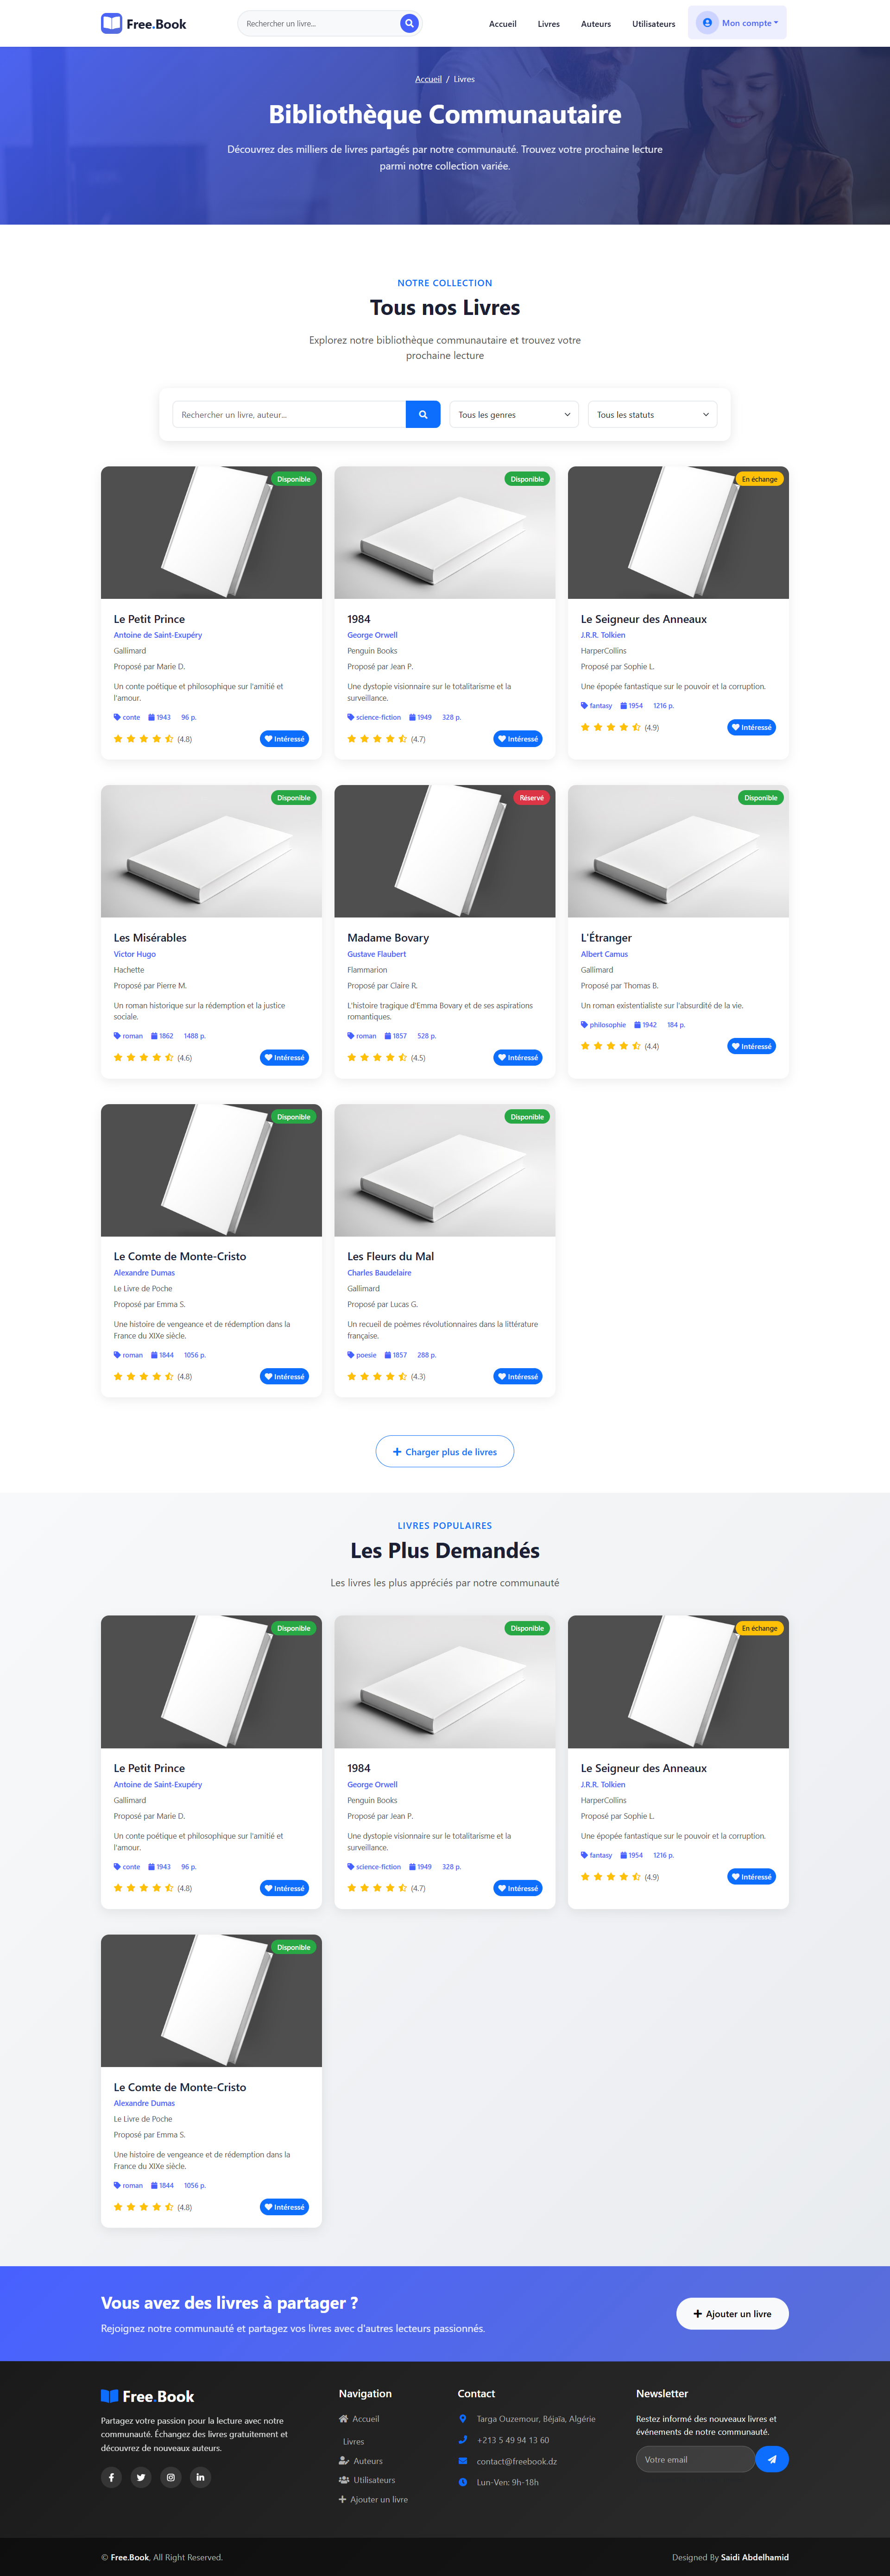 Free.Book
Rechercher un livre...
Accueil
Livres
Auteurs
Utilisateurs
Mon compte
Accueil / Livres
Bibliothèque Communautaire
Découvrez des milliers de livres partagés par notre communauté. Trouvez votre prochaine lecture
parmi notre collection variée.
NOTRE COLLECTION
Tous nos Livres
Explorez notre bibliothèque communautaire et trouvez votre
prochaine lecture
Rechercher un livre, auteur...
Tous les genres
Tous les statuts
Disponible
Le Petit Prince
Antoine de Saint-Exupéry
Gallimard
Proposé par Marie D.
Un conte poétique et philosophique sur l'amitié et
l'amour.
conte 1943 96 p.
(4.8) Intéressé
Disponible
1984
George Orwell
Penguin Books
Proposé par Jean P.
Une dystopie visionnaire sur le totalitarisme et la
surveillance.
science-fiction 1949 328 p.
(4.7) Intéressé
En échange
Le Seigneur des Anneaux
J.R.R. Tolkien
HarperCollins
Proposé par Sophie L.
Une épopée fantastique sur le pouvoir et la corruption.
fantasy 1954 1216 p.
(4.9) Intéressé
Disponible
Les Misérables
Victor Hugo
Hachette
Proposé par Pierre M.
Un roman historique sur la rédemption et la justice
sociale.
roman 1862 1488 p.
(4.6) Intéressé
Réservé
Madame Bovary
Gustave Flaubert
Flammarion
Proposé par Claire R.
L'histoire tragique d'Emma Bovary et de ses aspirations
romantiques.
roman 1857 528 p.
(4.5) Intéressé
Disponible
L'Étranger
Albert Camus
Gallimard
Proposé par Thomas B.
Un roman existentialiste sur l'absurdité de la vie.
philosophie 1942 184 p.
(4.4) Intéressé
Disponible
Le Comte de Monte-Cristo
Alexandre Dumas
Le Livre de Poche
Proposé par Emma S.
Une histoire de vengeance et de rédemption dans la
France du XIXe siècle.
roman 1844 1056 p.
(4.8) Intéressé
Disponible
Les Fleurs du Mal
Charles Baudelaire
Gallimard
Proposé par Lucas G.
Un recueil de poèmes révolutionnaires dans la littérature
française.
poesie 1857 288 p.
(4.3) Intéressé
Charger plus de livres
LIVRES POPULAIRES
Les Plus Demandés
Les livres les plus appréciés par notre communauté
Disponible
Le Petit Prince
Antoine de Saint-Exupéry
Gallimard
Proposé par Marie D.
Un conte poétique et philosophique sur l'amitié et
l'amour.
conte 1943 96 p.
(4.8) Intéressé
Disponible
1984
George Orwell
Penguin Books
Proposé par Jean P.
Une dystopie visionnaire sur le totalitarisme et la
surveillance.
science-fiction 1949 328 p.
(4.7) Intéressé
En échange
Le Seigneur des Anneaux
J.R.R. Tolkien
HarperCollins
Proposé par Sophie L.
Une épopée fantastique sur le pouvoir et la corruption.
fantasy 1954 1216 p.
(4.9) Intéressé
Disponible
Le Comte de Monte-Cristo
Alexandre Dumas
Le Livre de Poche
Proposé par Emma S.
Une histoire de vengeance et de rédemption dans la
France du XIXe siècle.
roman 1844 1056 p.
(4.8) Intéressé
Vous avez des livres à partager ?
Rejoignez notre communauté et partagez vos livres avec d'autres lecteurs passionnés.
Ajouter un livre
Free.Book
Partagez votre passion pour la lecture avec notre
communauté. Échangez des livres gratuitement et
découvrez de nouveaux auteurs.
Navigation
Accueil
Livres
Auteurs
Utilisateurs
Ajouter un livre
Contact
Targa Ouzemour, Béjaïa, Algérie
+213 5 49 94 13 60
contact@freebook.dz
Lun-Ven: 9h-18h
Newsletter
Restez informé des nouveaux livres et
événements de notre communauté.
Votre email
© Free.Book, All Right Reserved.
Designed By Saidi Abdelhamid